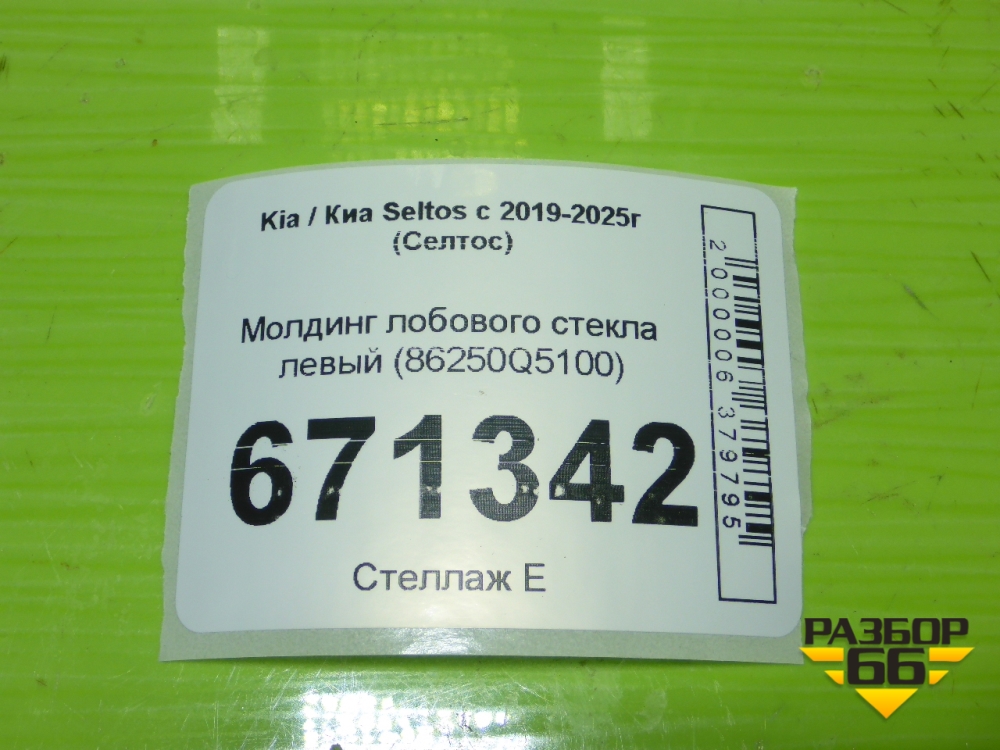 Kia / Киа Seltos с 2019-2025г
(Селтос)
Молдинг лобового стекла
левый (86250Q5100)
671342
Стеллаж Е
2000006379795
РАЗБОР
66